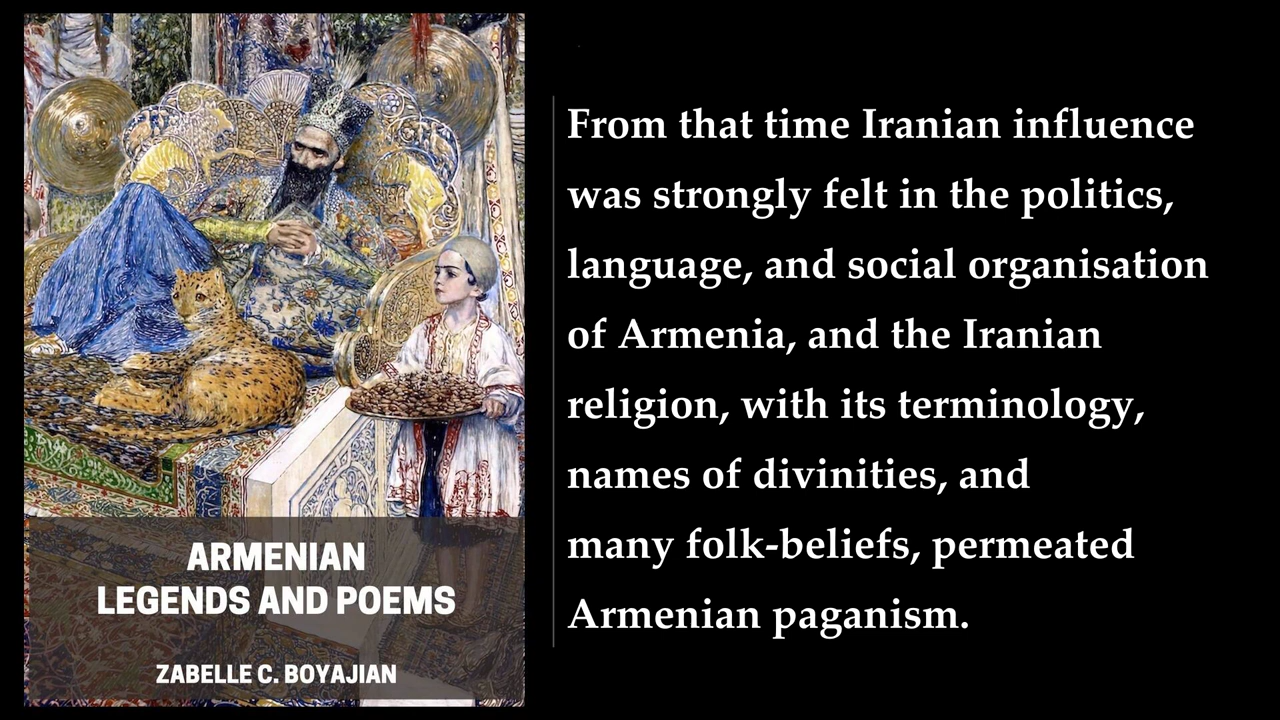 ARMENIAN
LEGENDS AND POEMS
ZABELLE C. BOYAJIAN
From that time Iranian influence
was strongly felt in the politics,
language, and social organisation
of Armenia, and the Iranian
religion, with its terminology,
names of divinities, and
many folk-beliefs, permeated
Armenian paganism.